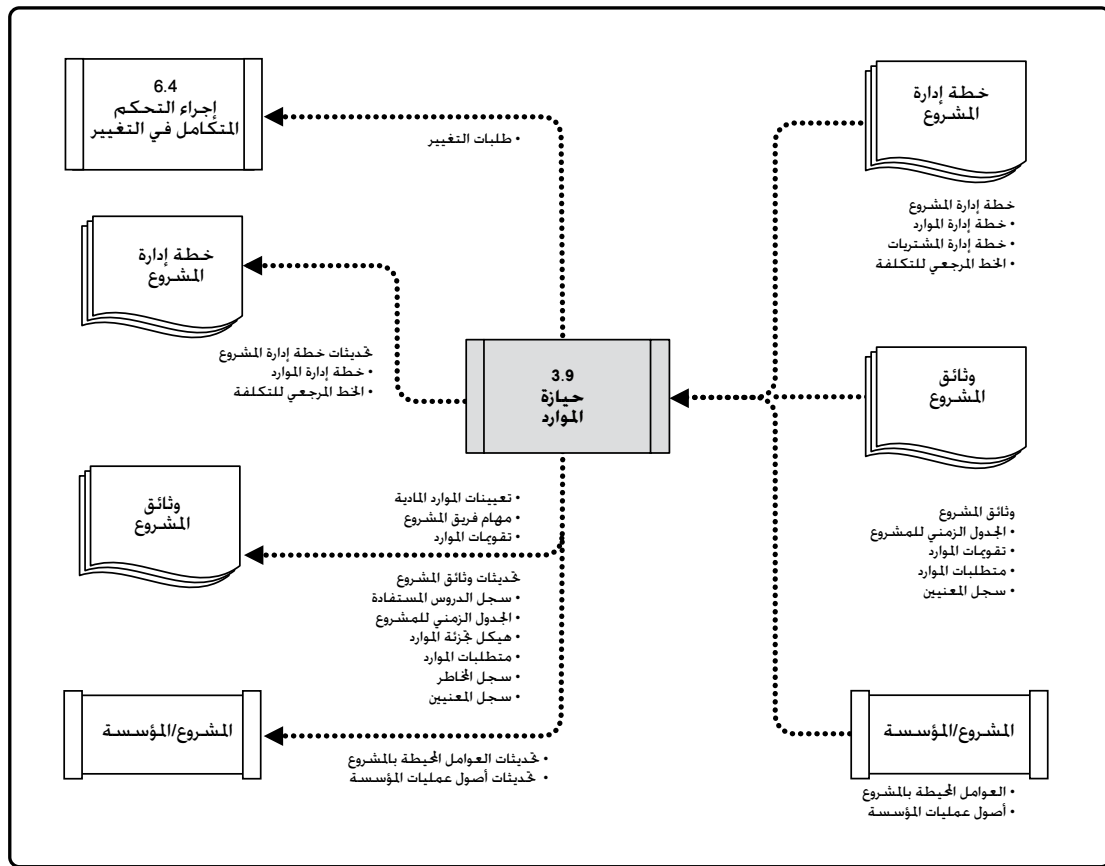 خطة إدارة
المشروع
خطة إدارة المشروع
• خطة إدارة الموارد
• خطة إدارة المشتريات
• الخط المرجعي للتكلفة
وثائق
المشروع
وثائق المشروع
• الجدول الزمني للمشروع
• تقويمات الموارد
• متطلبات الموارد
• سجل المعنيين
المشروع/المؤسسة
• العوامل المحيطة بالمشروع
• أصول عمليات المؤسسة
3.9
حيازة
الموارد
• طلبات التغيير
6.4
إجراء التحكم
المتكامل في التغيير
خطة إدارة
المشروع
تحديثات خطة إدارة المشروع
• خطة إدارة الموارد
• الخط المرجعي للتكلفة
وثائق
المشروع
• تعيينات الموارد المادية
• مهام فريق المشروع
• تقويمات الموارد
تحديثات وثائق المشروع
• سجل الدروس المستفادة
• الجدول الزمني للمشروع
• هيكل تجزئة الموارد
• متطلبات الموارد
• سجل المخاطر
• سجل المعنيين
المشروع/المؤسسة
• تحديثات العوامل المحيطة بالمشروع
• تحديثات أصول عمليات المؤسسة